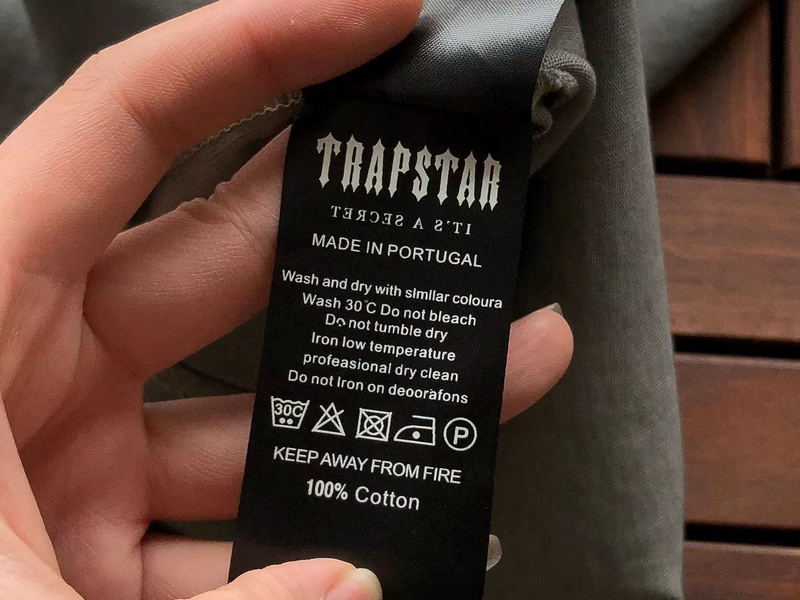 TRAPSTAR
IT'S A SECRET
MADE IN PORTUGAL
Wash and dry with slmllar coloura
Wash 30°C Do not bleach
Do not tumble dry
Iron low temperature
profeasional dry clean
Do not Iron on deoorafons
30C P
KEEP AWAY FROM FIRE
100% Cotton